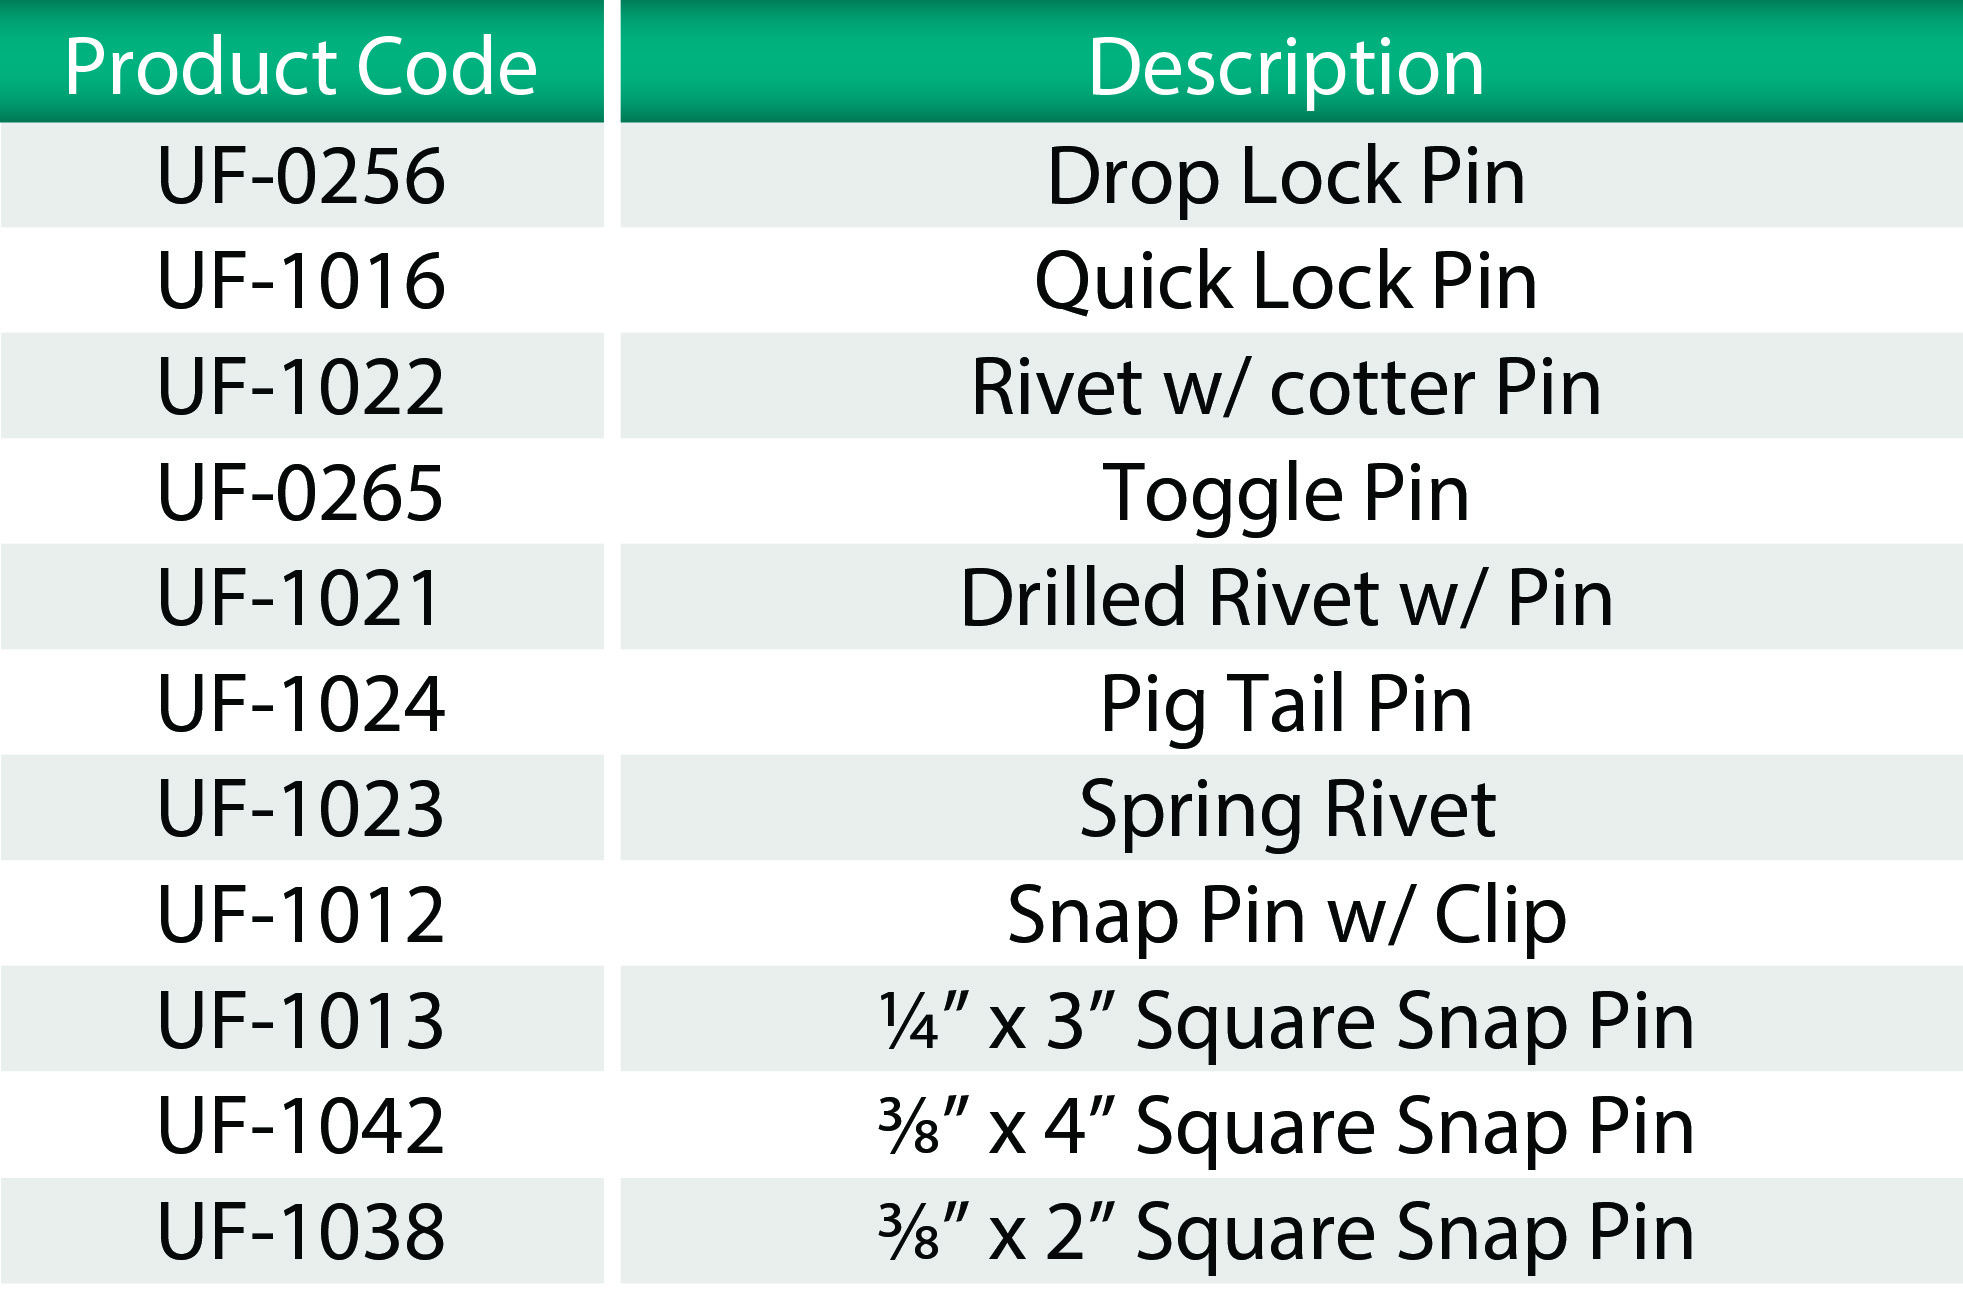 Product Code Description
UF-0256 Drop Lock Pin
UF-1016 Quick Lock Pin
UF-1022 Rivet w/ cotter Pin
UF-0265 Toggle Pin
UF-1021 Drilled Rivet w/ Pin
UF-1024 Pig Tail Pin
UF-1023 Spring Rivet
UF-1012 Snap Pin w/ Clip
UF-1013 ¼” x 3” Square Snap Pin
UF-1042 ⅜” x 4” Square Snap Pin
UF-1038 ⅜” x 2” Square Snap Pin